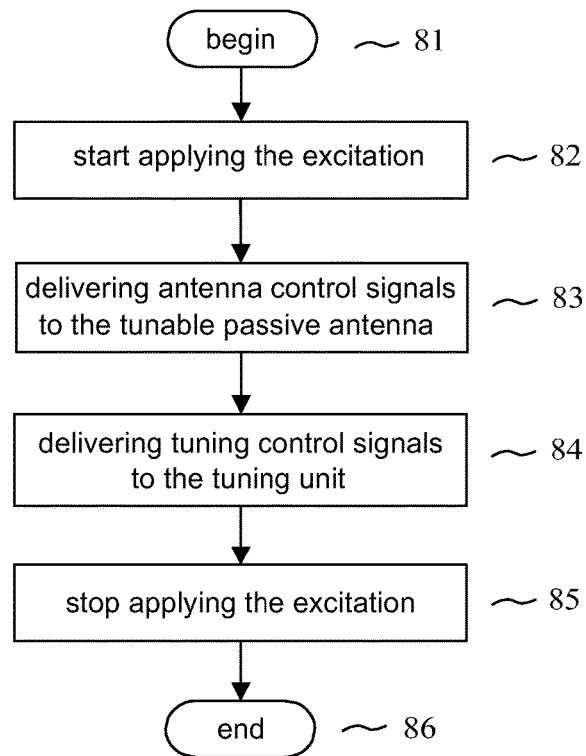 begin 81
start applying the excitation 82
delivering antenna control signals
to the tunable passive antenna 83
delivering tuning control signals
to the tuning unit 84
stop applying the excitation 85
end 86